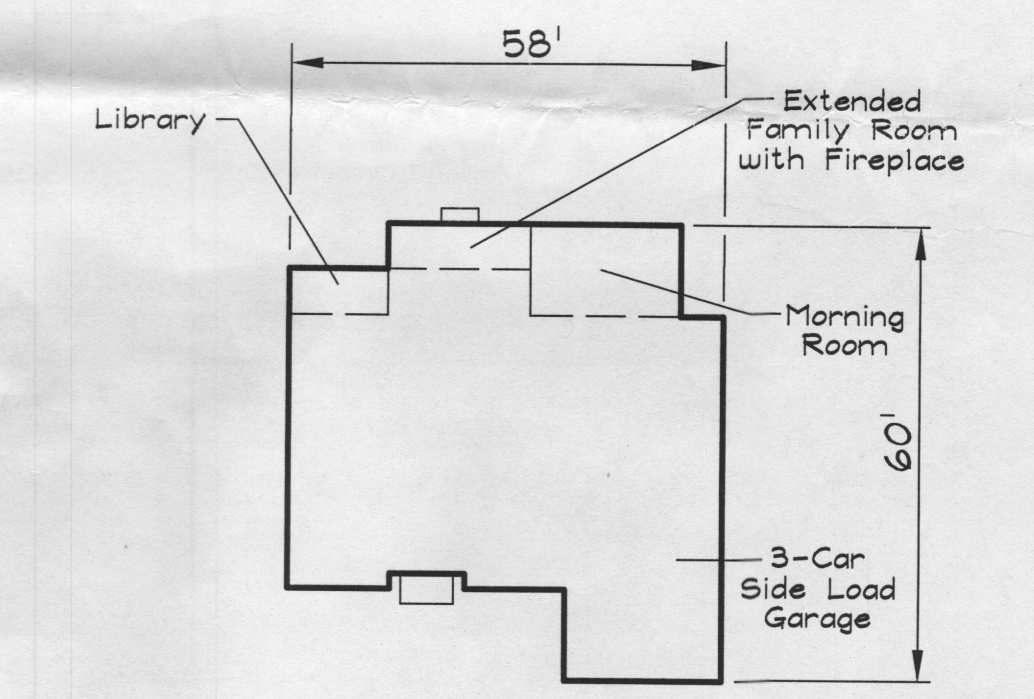 58'
Library
Extended
Family Room
with Fireplace
Morning
Room
60'
3-Car
Side Load
Garage